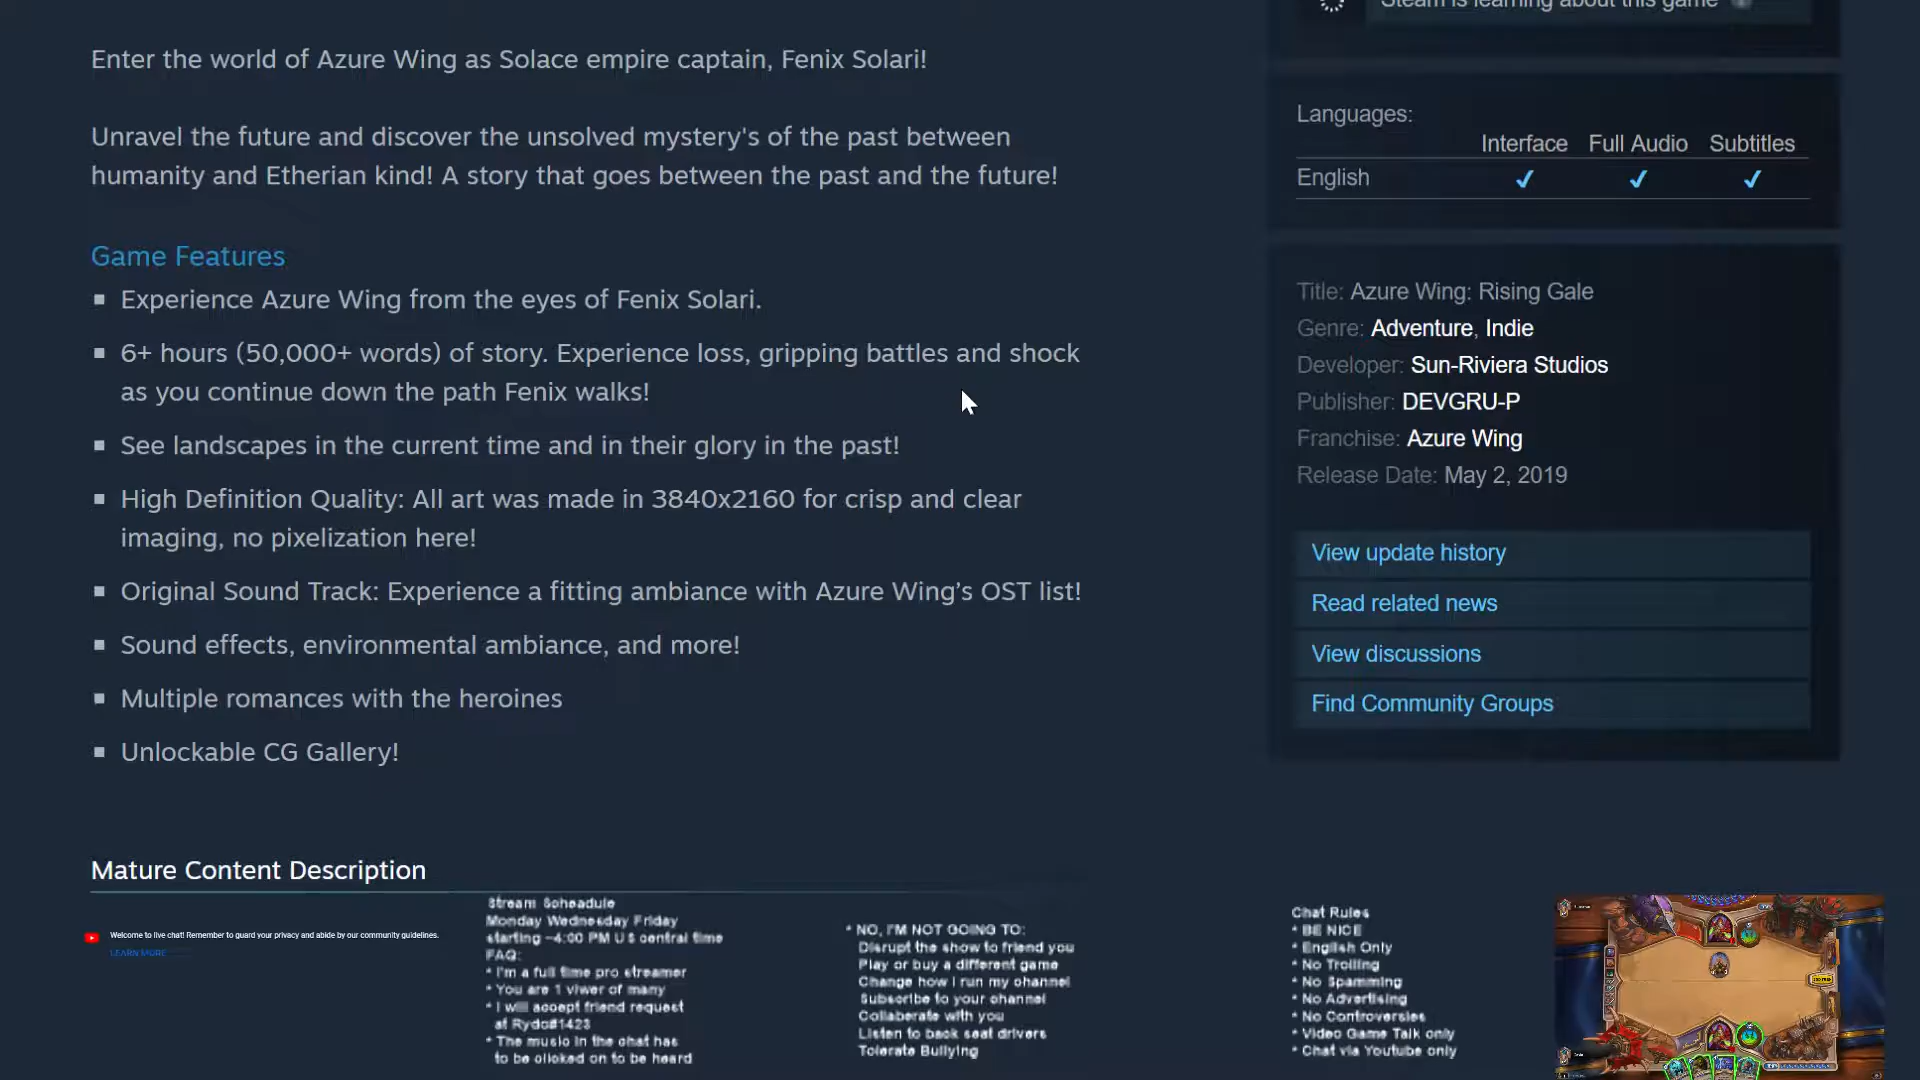 Steam is learning about this game
Enter the world of Azure Wing as Solace empire captain, Fenix Solari!
Unravel the future and discover the unsolved mystery's of the past between
humanity and Etherian kind! A story that goes between the past and the future!
Game Features
Experience Azure Wing from the eyes of Fenix Solari.
6+ hours (50,000+ words) of story. Experience loss, gripping battles and shock
as you continue down the path Fenix walks!
See landscapes in the current time and in their glory in the past!
High Definition Quality: All art was made in 3840x2160 for crisp and clear
imaging, no pixelization here!
Original Sound Track: Experience a fitting ambiance with Azure Wing’s OST list!
Sound effects, environmental ambiance, and more!
Multiple romances with the heroines
Unlockable CG Gallery!
Mature Content Description
Languages:
Interface Full Audio Subtitles
English ✔ ✔ ✔
Title: Azure Wing: Rising Gale
Genre: Adventure, Indie
Developer: Sun-Riviera Studios
Publisher: DEVGRU-P
Franchise: Azure Wing
Release Date: May 2, 2019
View update history
Read related news
View discussions
Find Community Groups
Welcome to live chat! Remember to guard your privacy and abide by our community guidelines.
LEARN MORE
Stream Scheadule
Monday Wednesday Friday
starting ~4:00 PM US central time
FAQ:
* I'm a full time pro streamer
* You are 1 viwer of many
* I will accept friend request
at Rydo#1423
* The music in the chat has
to be clicked on to be heard
* NO, I'M NOT GOING TO:
Disrupt the show to friend you
Play or buy a different game
Change how I run my channel
Subscribe to your channel
Collaberate with you
Listen to back seat drivers
Tolerate Bullying
Chat Rules
* BE NICE
* English Only
* No Trolling
* No Spamming
* No Advertising
* No Controversies
* Video Game Talk only
* Chat via Youtube only